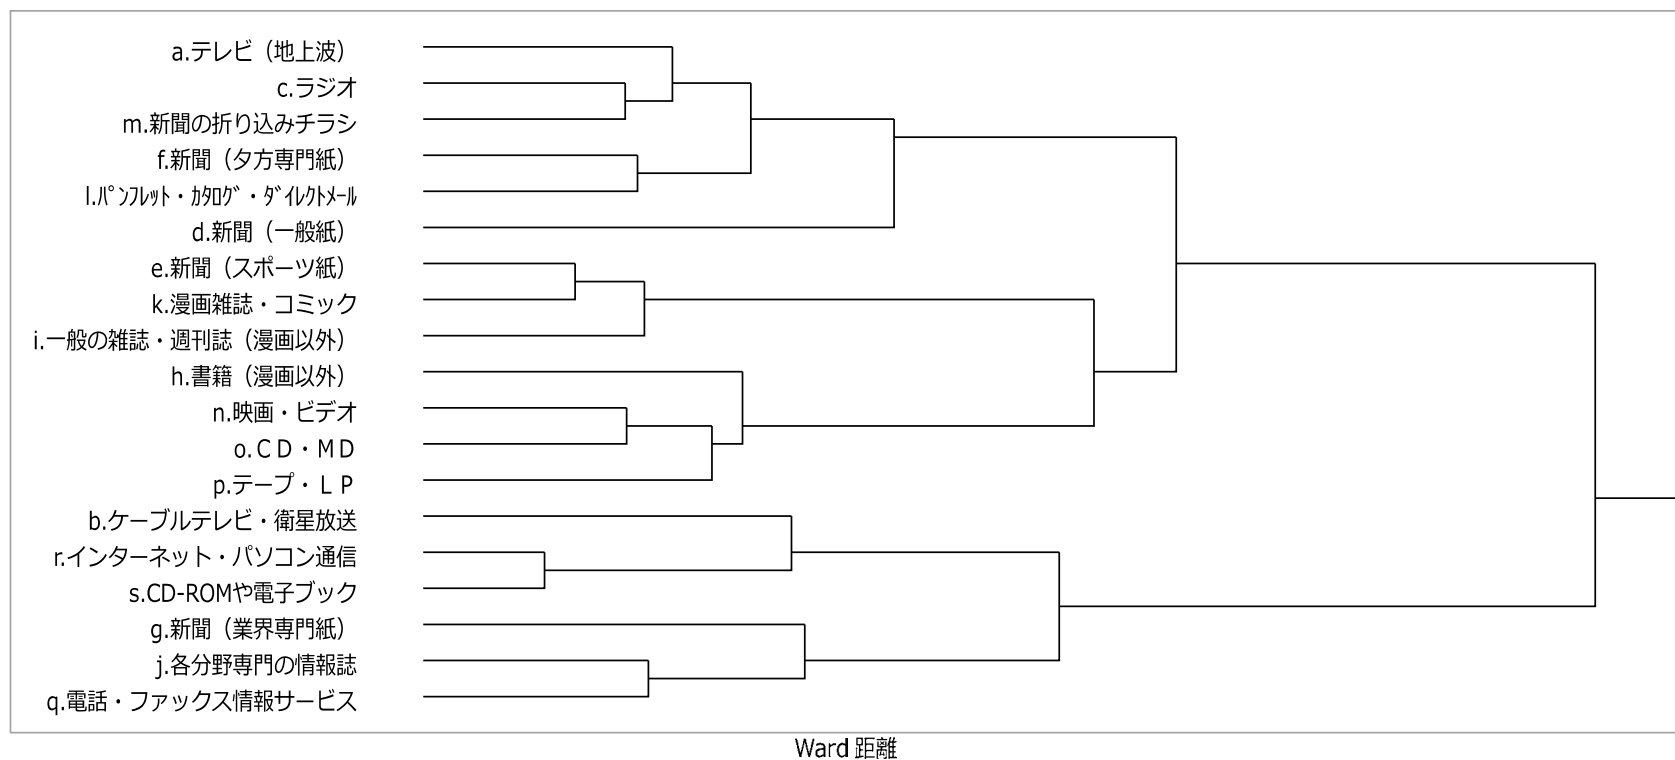 a.テレビ（地上波）
c.ラジオ
m.新聞の折り込みチラシ
f.新聞（夕方専門紙）
l.ﾊﾟﾝﾌﾚｯﾄ・ｶﾀﾛｸﾞ・ﾀﾞｲﾚｸﾄﾒｰﾙ
d.新聞（一般紙）
e.新聞（スポーツ紙）
k.漫画雑誌・コミック
i.一般の雑誌・週刊誌（漫画以外）
h.書籍（漫画以外）
n.映画・ビデオ
o.ＣＤ・ＭＤ
p.テープ・ＬＰ
b.ケーブルテレビ・衛星放送
r.インターネット・パソコン通信
s.CD-ROMや電子ブック
g.新聞（業界専門紙）
j.各分野専門の情報誌
q.電話・ファックス情報サービス
Ward 距離